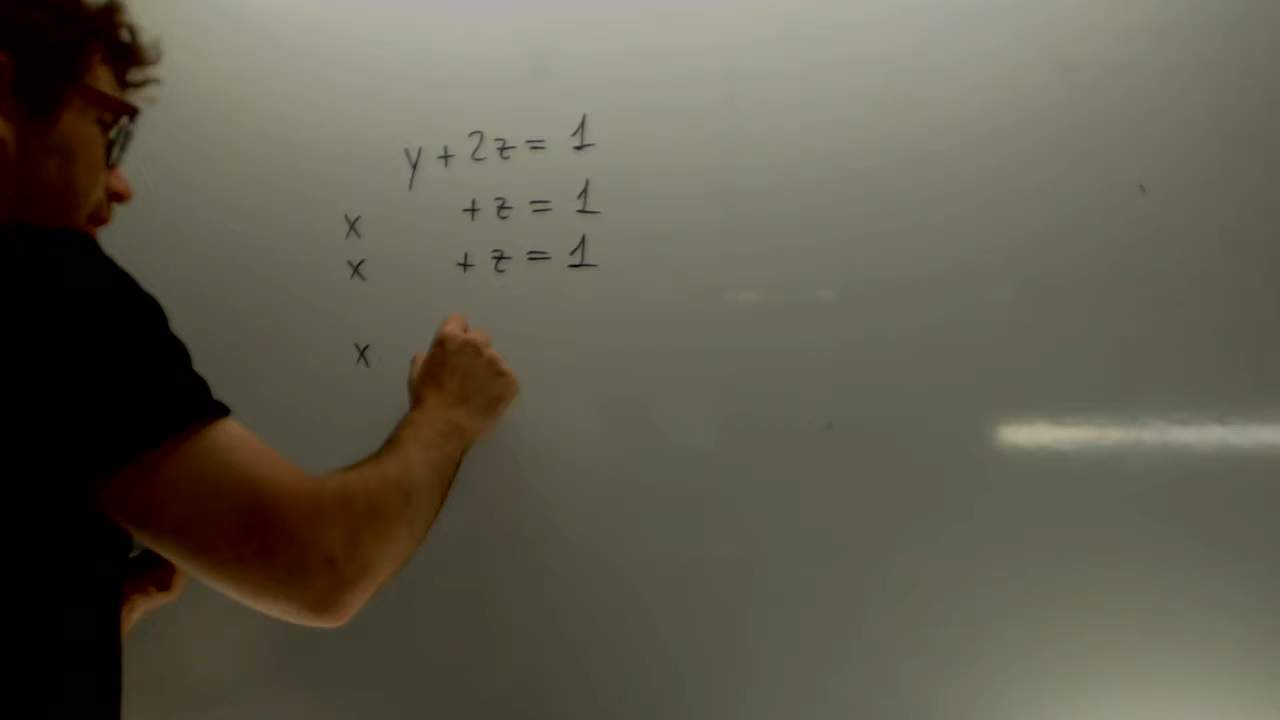 y + 2z = 1
x + z = 1
x + z = 1
x